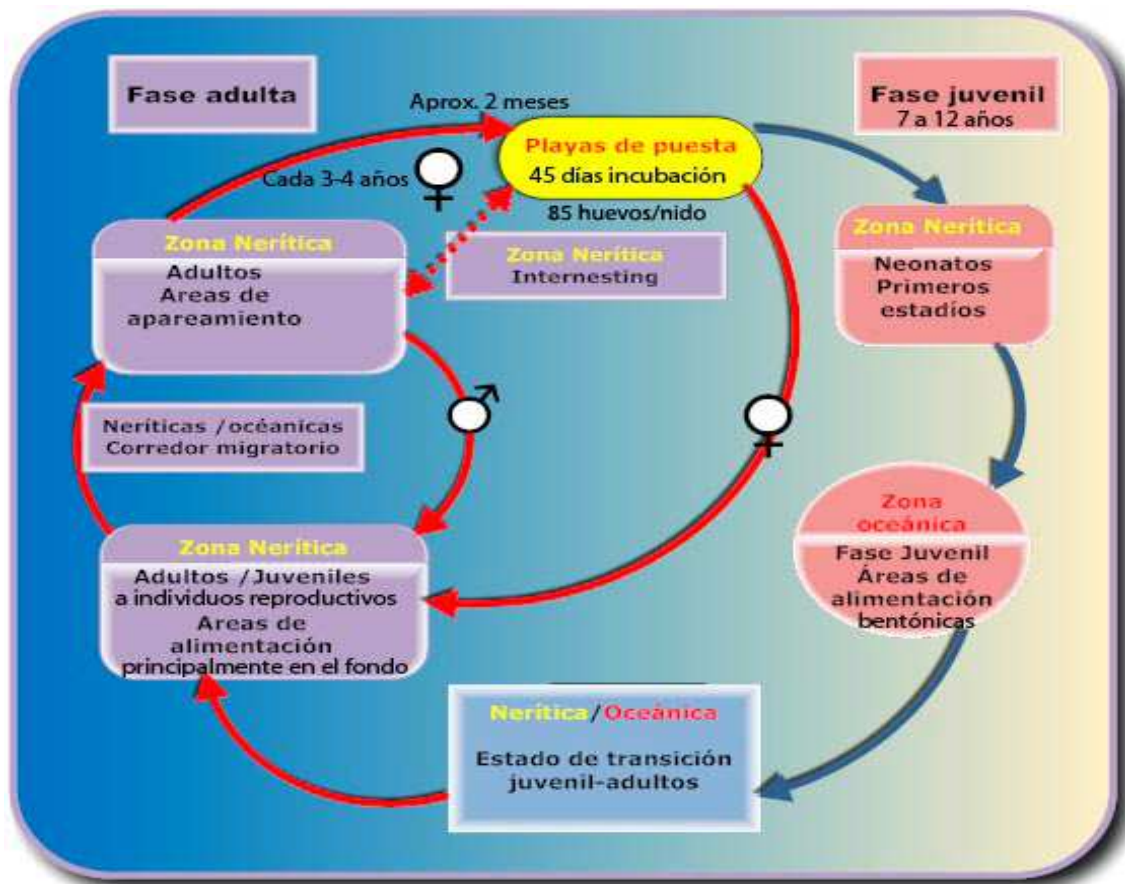 Fase adulta
Aprox. 2 meses
Fase juvenil
7 a 12 años
Playas de puesta
45 días incubación
Cada 3-4 años
85 huevos/nido
Zona Nerítica
Adultos
Areas de
apareamiento
Zona Nerítica
Internesting
Zona Nerítica
Neonatos
Primeros
estadíos
Neríticas /océanicas
Corredor migratorio
Zona
oceánica
Fase Juvenil
Áreas de
alimentación
bentónicas
Zona Nerítica
Adultos /Juveniles
a individuos reproductivos
Areas de
alimentación
principalmente en el fondo
Nerítica/Oceánica
Estado de transición
juvenil-adultos